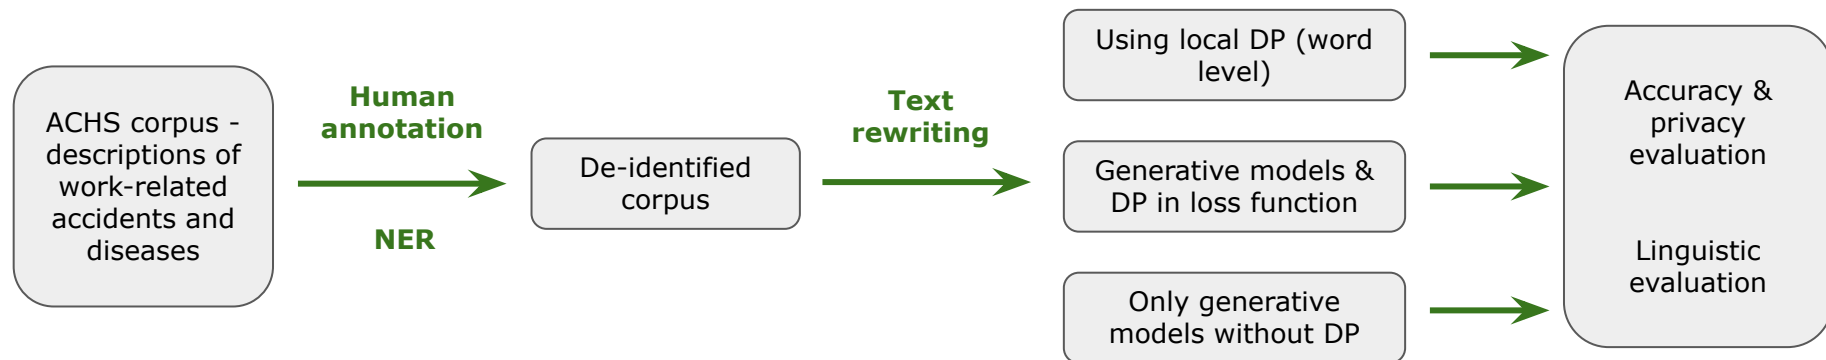 ACHS corpus -
descriptions of
work-related
accidents and
diseases
Human
annotation
NER
De-identified
corpus
Text
rewriting
Using local DP (word
level)
Generative models &
DP in loss function
Only generative
models without DP
Accuracy &
privacy
evaluation
Linguistic
evaluation